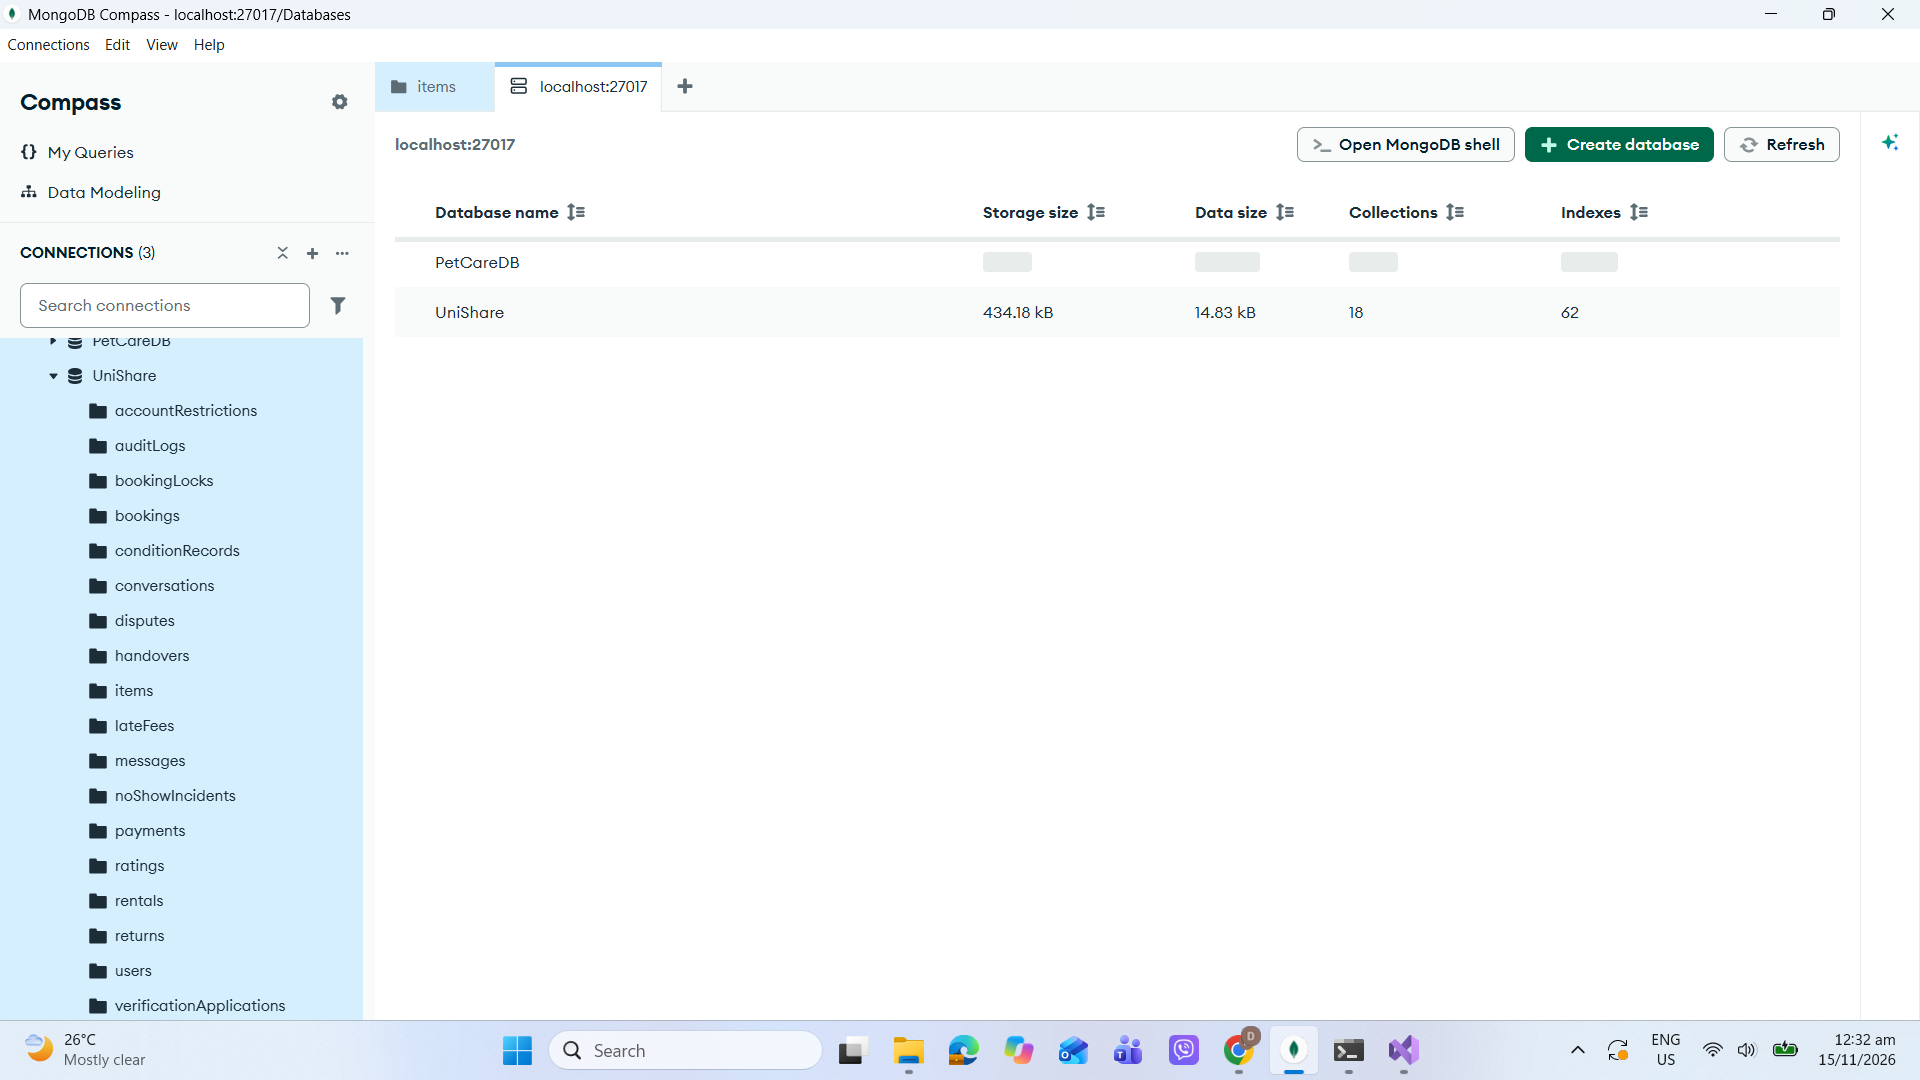 MongoDB Compass - localhost:27017/Databases
Connections Edit View Help
Compass
My Queries
Data Modeling
CONNECTIONS (3)
Search connections
PetCareDB
UniShare
accountRestrictions
auditLogs
bookingLocks
bookings
conditionRecords
conversations
disputes
handovers
items
lateFees
messages
noShowIncidents
payments
ratings
rentals
returns
users
verificationApplications
items
localhost:27017
localhost:27017
>_ Open MongoDB shell
+ Create database
Refresh
Database name Storage size Data size Collections Indexes
PetCareDB
UniShare 434.18 kB 14.83 kB 18 62
26°C
Mostly clear
Search
D
ENG
US
12:32 am
15/11/2026